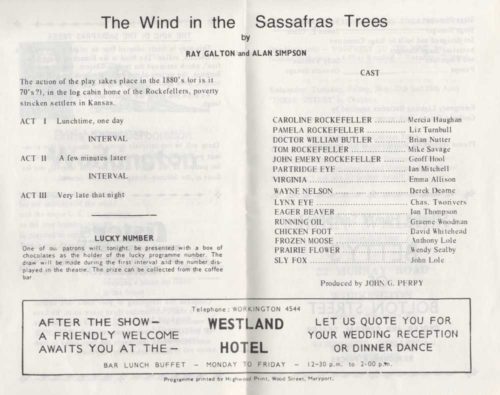 The Wind in the Sassafras Trees
by
RAY GALTON and ALAN SIMPSON
The action of the play takes place in the 1880's (or is it
70's?), in the log cabin home of the Rockefellers, poverty
stricken settlers in Kansas.
ACT I Lunchtime, one day
INTERVAL
ACT II A few minutes later
INTERVAL
ACT III Very late that night
LUCKY NUMBER
One of our patrons will, tonight, be presented with a box of
chocolates as the holder of the lucky programme number. The
draw will be made during the first interval and the number dis-
played in the theatre. The prize can be collected from the coffee
bar
CAST
CAROLINE ROCKEFELLER ............ Mercia Haughan
PAMELA ROCKEFELLER ............ Liz Turnbull
DOCTOR WILLIAM BUTLER ............ Brian Nutter
TOM ROCKEFELLER ............ Mike Savage
JOHN EMERY ROCKEFELLER ............ Geoff Hool
PARTRIDGE EYE ............ Ian Mitchell
VIRGINIA ............ Emma Allison
WAYNE NELSON ............ Derek Deame
LYNX EYE ............ Chas. Tworivers
EAGER BEAVER ............ Ian Thompson
RUNNING OIL ............ Graeme Woodman
CHICKEN FOOT ............ David Whitehead
FROZEN MOOSE ............ Anthony Lole
PRAIRIE FLOWER ............ Wendy Sealby
SLY FOX ............ John Lole
Produced by JOHN G. PERPY
Telephone: WORKINGTON 4544
AFTER THE SHOW —
A FRIENDLY WELCOME
AWAITS YOU AT THE —
WESTLAND
HOTEL
LET US QUOTE YOU FOR
YOUR WEDDING RECEPTION
OR DINNER DANCE
BAR LUNCH BUFFET - MONDAY TO FRIDAY - 12-30 p.m. to 2-00 p.m.
Programme printed by Highwood Print, Wood Street, Maryport.